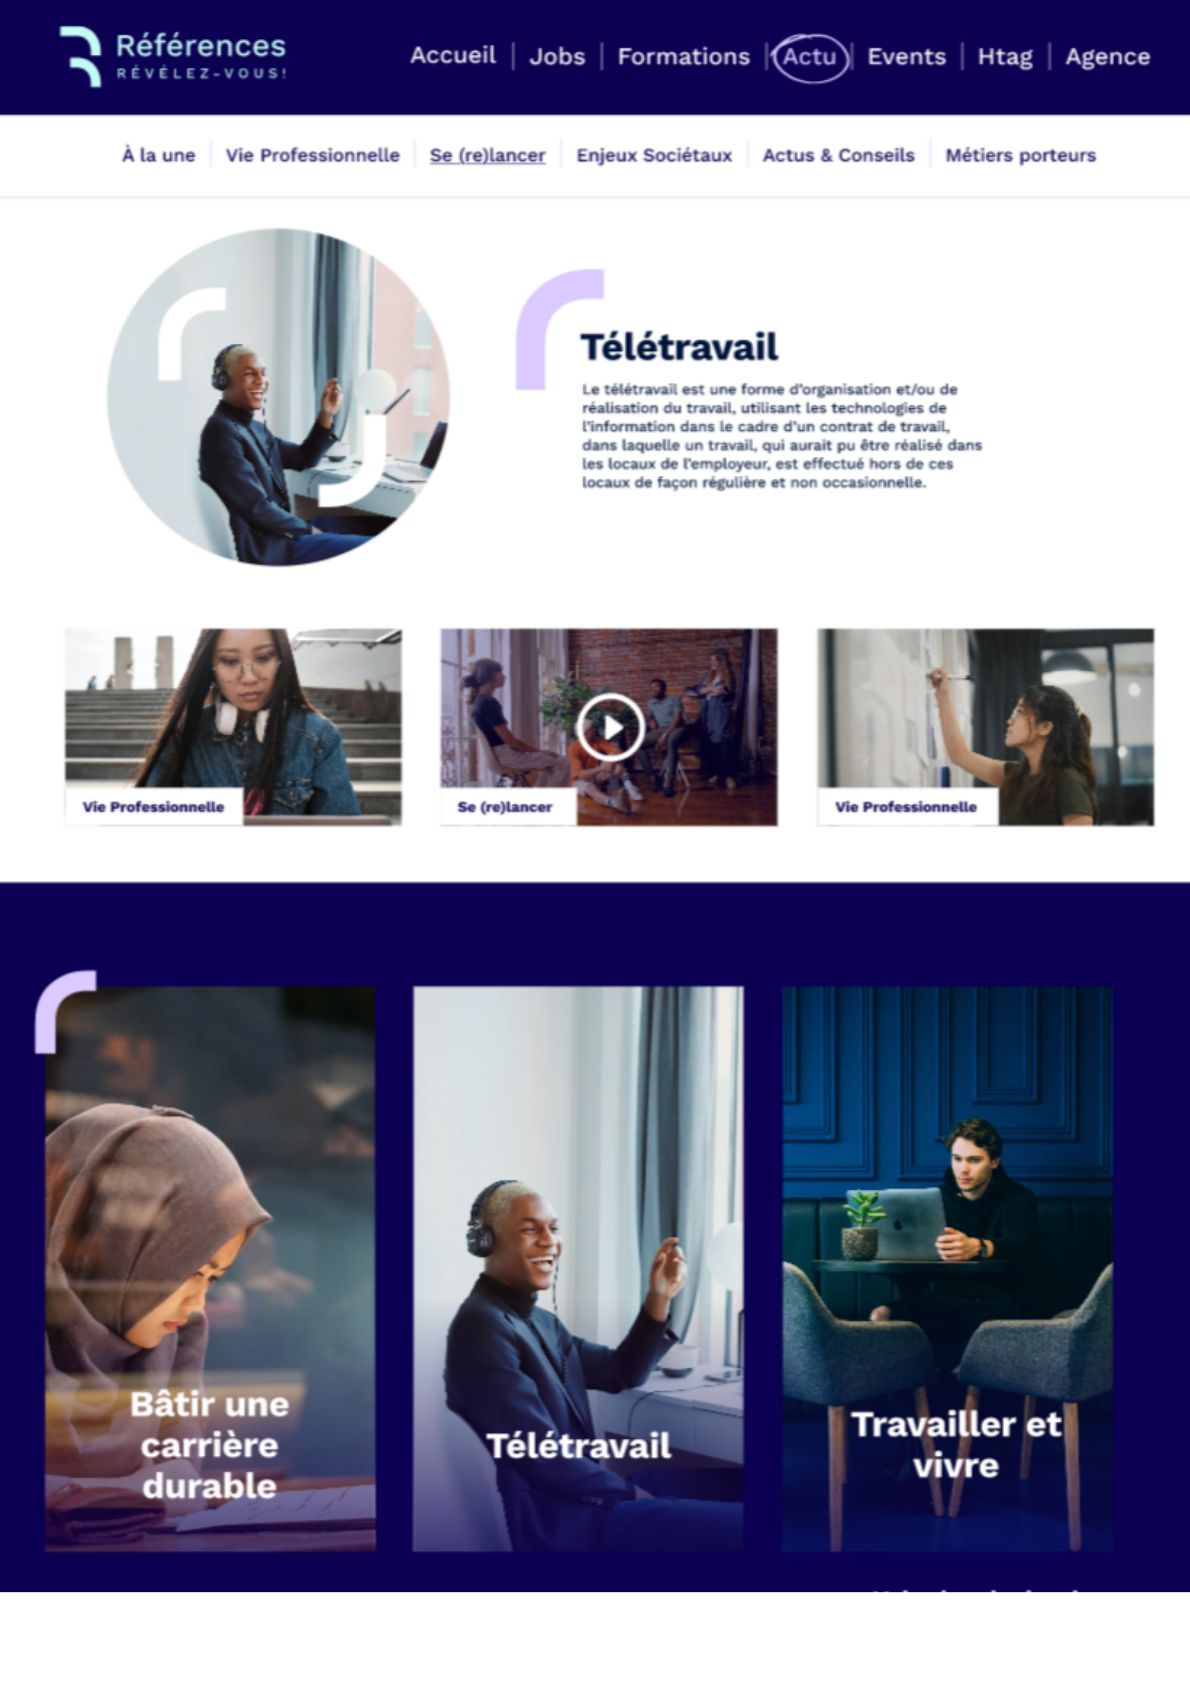 Références
RÉVÉLEZ-VOUS!
Accueil | Jobs | Formations | Actu | Events | Htag | Agence
À la une | Vie Professionnelle | Se (re)lancer | Enjeux Sociétaux | Actus & Conseils | Métiers porteurs
Télétravail
Le télétravail est une forme d'organisation et/ou de
réalisation du travail, utilisant les technologies de
l'information dans le cadre d'un contrat de travail,
dans laquelle un travail, qui aurait pu être réalisé dans
les locaux de l'employeur, est effectué hors de ces
locaux de façon régulière et non occasionnelle.
Vie Professionnelle
Se (re)lancer
Vie Professionnelle
Bâtir une
carrière
durable
Télétravail
Travailler et
vivre